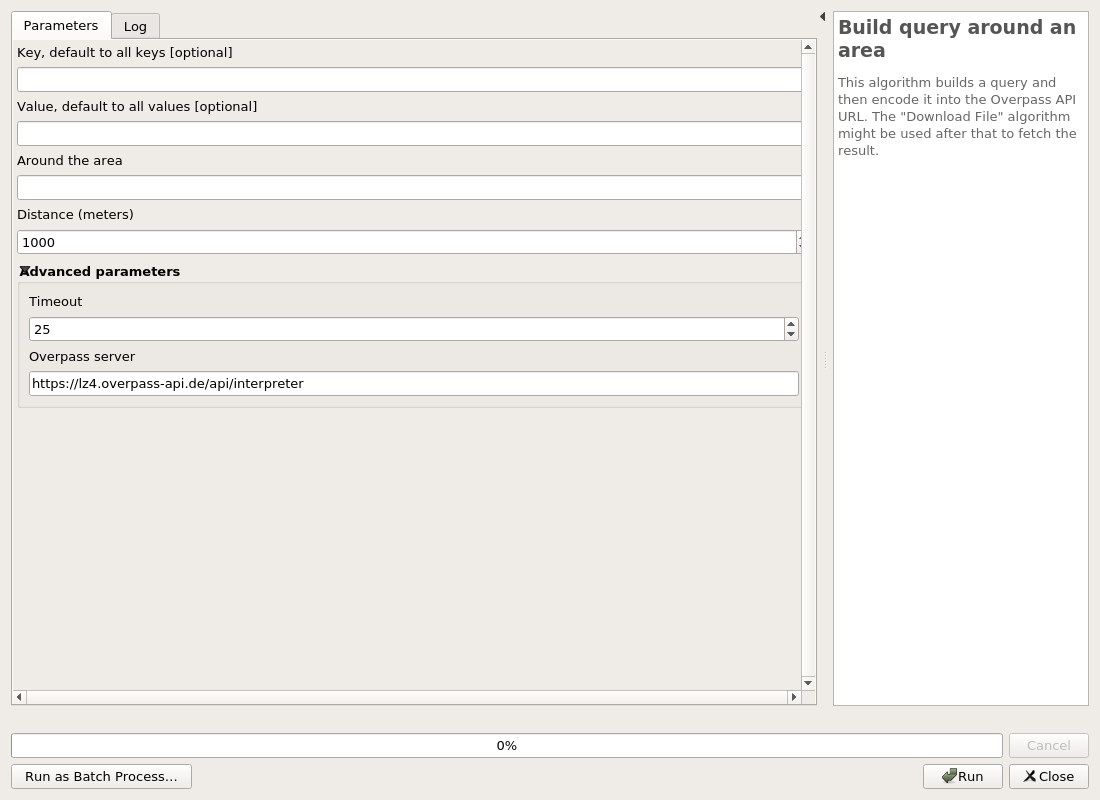 Parameters
Log
Key, default to all keys [optional]
Value, default to all values [optional]
Around the area
Distance (meters)
1000
Advanced parameters
Timeout
25
Overpass server
https://lz4.overpass-api.de/api/interpreter
Build query around an
area
This algorithm builds a query and
then encode it into the Overpass API
URL. The "Download File" algorithm
might be used after that to fetch the
result.
0%
Cancel
Run as Batch Process...
Run
Close